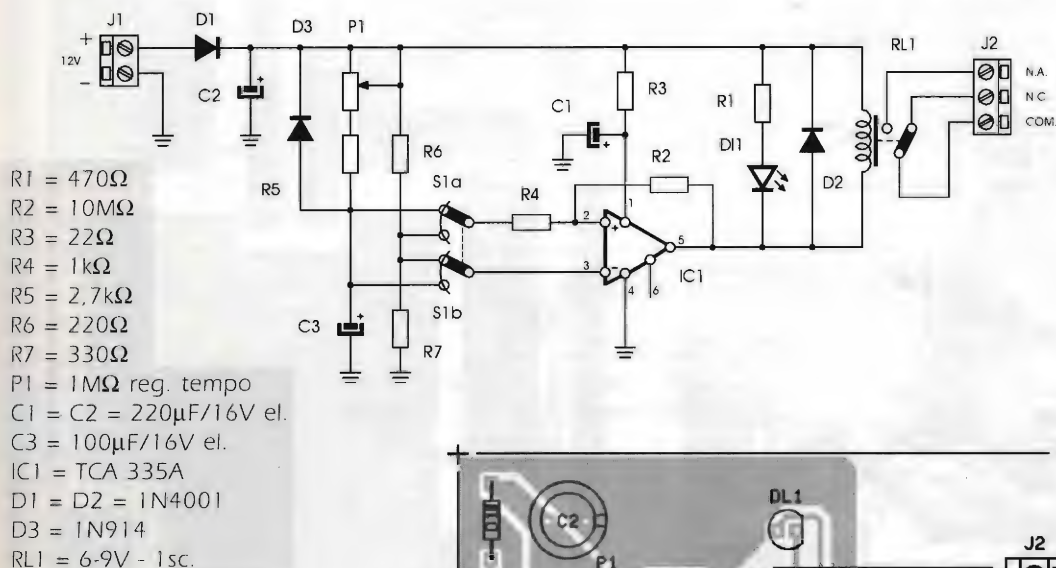 J1
D1
D3
P1
RL1
J2
+
12V
-
C2
+
C1
+
R3
R1
DI1
D2
N.A.
N.C
COM.
R5
R6
S1a
R4
R2
2
+
1
5
3
-
4
6
IC1
S1b
C3
+
R7
R1 = 470Ω
R2 = 10MΩ
R3 = 22Ω
R4 = 1kΩ
R5 = 2,7kΩ
R6 = 220Ω
R7 = 330Ω
P1 = 1MΩ reg. tempo
C1 = C2 = 220µF/16V el.
C3 = 100µF/16V el.
IC1 = TCA 335A
D1 = D2 = 1N4001
D3 = 1N914
RL1 = 6-9V - 1sc.
C2
P1
DL1
J2